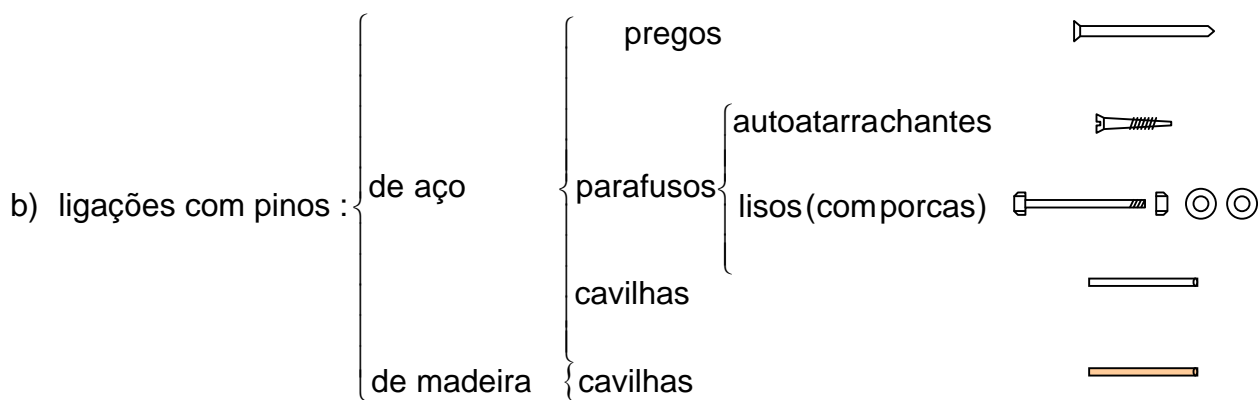 pregos
autoatarrachantes
de aço
parafusos
b) ligações com pinos :
lisos (com porcas)
cavilhas
de madeira
cavilhas